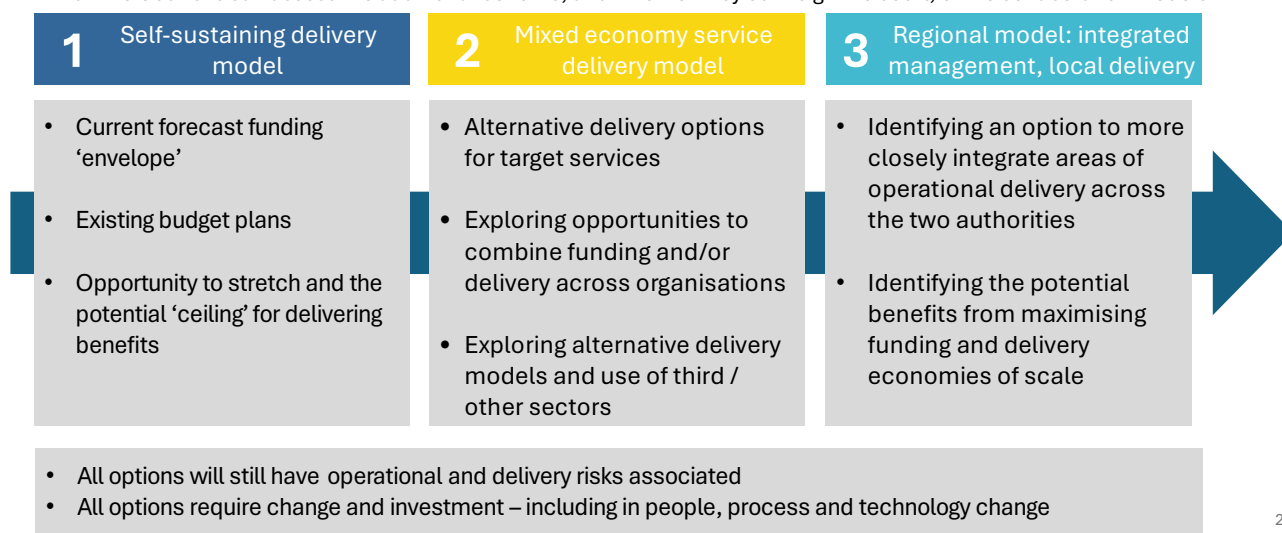 1
Self-sustaining delivery
model
• Current forecast funding
‘envelope’
• Existing budget plans
• Opportunity to stretch and the
potential ‘ceiling’ for delivering
benefits
2
Mixed economy service
delivery model
• Alternative delivery options
for target services
• Exploring opportunities to
combine funding and/or
delivery across organisations
• Exploring alternative delivery
models and use of third /
other sectors
3
Regional model: integrated
management, local delivery
• Identifying an option to more
closely integrate areas of
operational delivery across
the two authorities
• Identifying the potential
benefits from maximising
funding and delivery
economies of scale
• All options will still have operational and delivery risks associated
• All options require change and investment – including in people, process and technology change
2